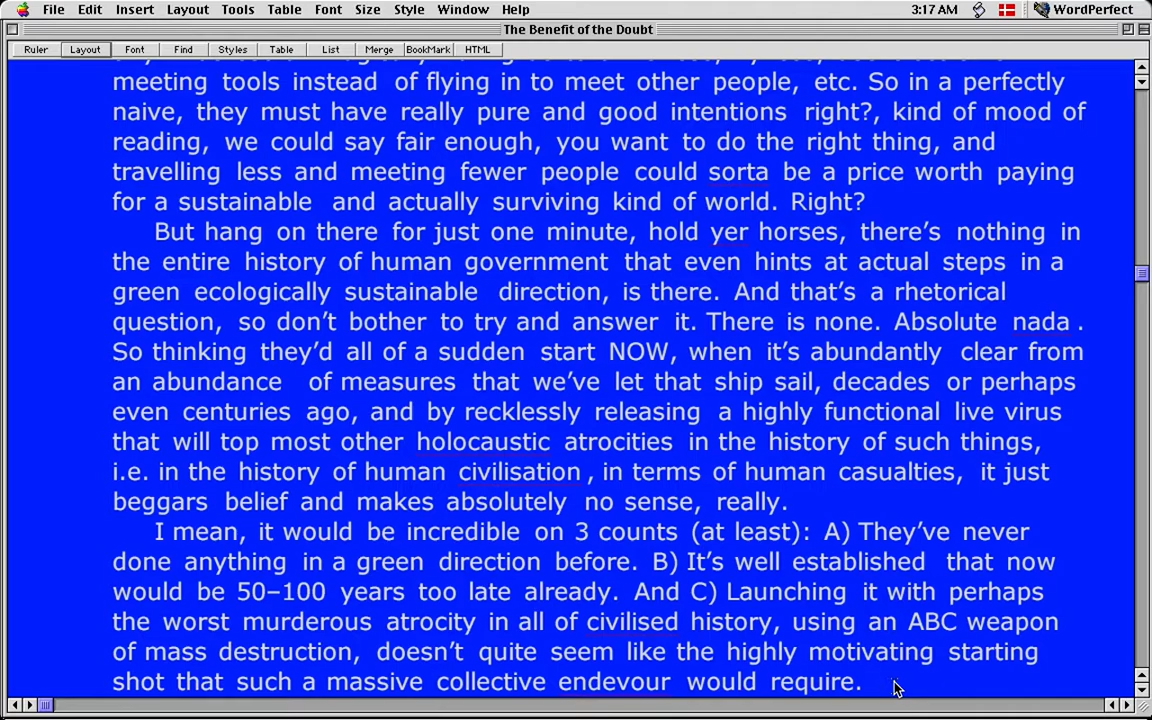 File Edit Insert Layout Tools Table Font Size Style Window Help 3:17 AM WordPerfect
The Benefit of the Doubt
Ruler Layout Font Find Styles Table List Merge BookMark HTML
meeting tools instead of flying in to meet other people, etc. So in a perfectly
naive, they must have really pure and good intentions right?, kind of mood of
reading, we could say fair enough, you want to do the right thing, and
travelling less and meeting fewer people could sorta be a price worth paying
for a sustainable and actually surviving kind of world. Right?
But hang on there for just one minute, hold yer horses, there’s nothing in
the entire history of human government that even hints at actual steps in a
green ecologically sustainable direction, is there. And that’s a rhetorical
question, so don’t bother to try and answer it. There is none. Absolute nada .
So thinking they’d all of a sudden start NOW, when it’s abundantly clear from
an abundance of measures that we’ve let that ship sail, decades or perhaps
even centuries ago, and by recklessly releasing a highly functional live virus
that will top most other holocaustic atrocities in the history of such things,
i.e. in the history of human civilisation , in terms of human casualties, it just
beggars belief and makes absolutely no sense, really.
I mean, it would be incredible on 3 counts (at least): A) They’ve never
done anything in a green direction before. B) It’s well established that now
would be 50–100 years too late already. And C) Launching it with perhaps
the worst murderous atrocity in all of civilised history, using an ABC weapon
of mass destruction, doesn’t quite seem like the highly motivating starting
shot that such a massive collective endevour would require.